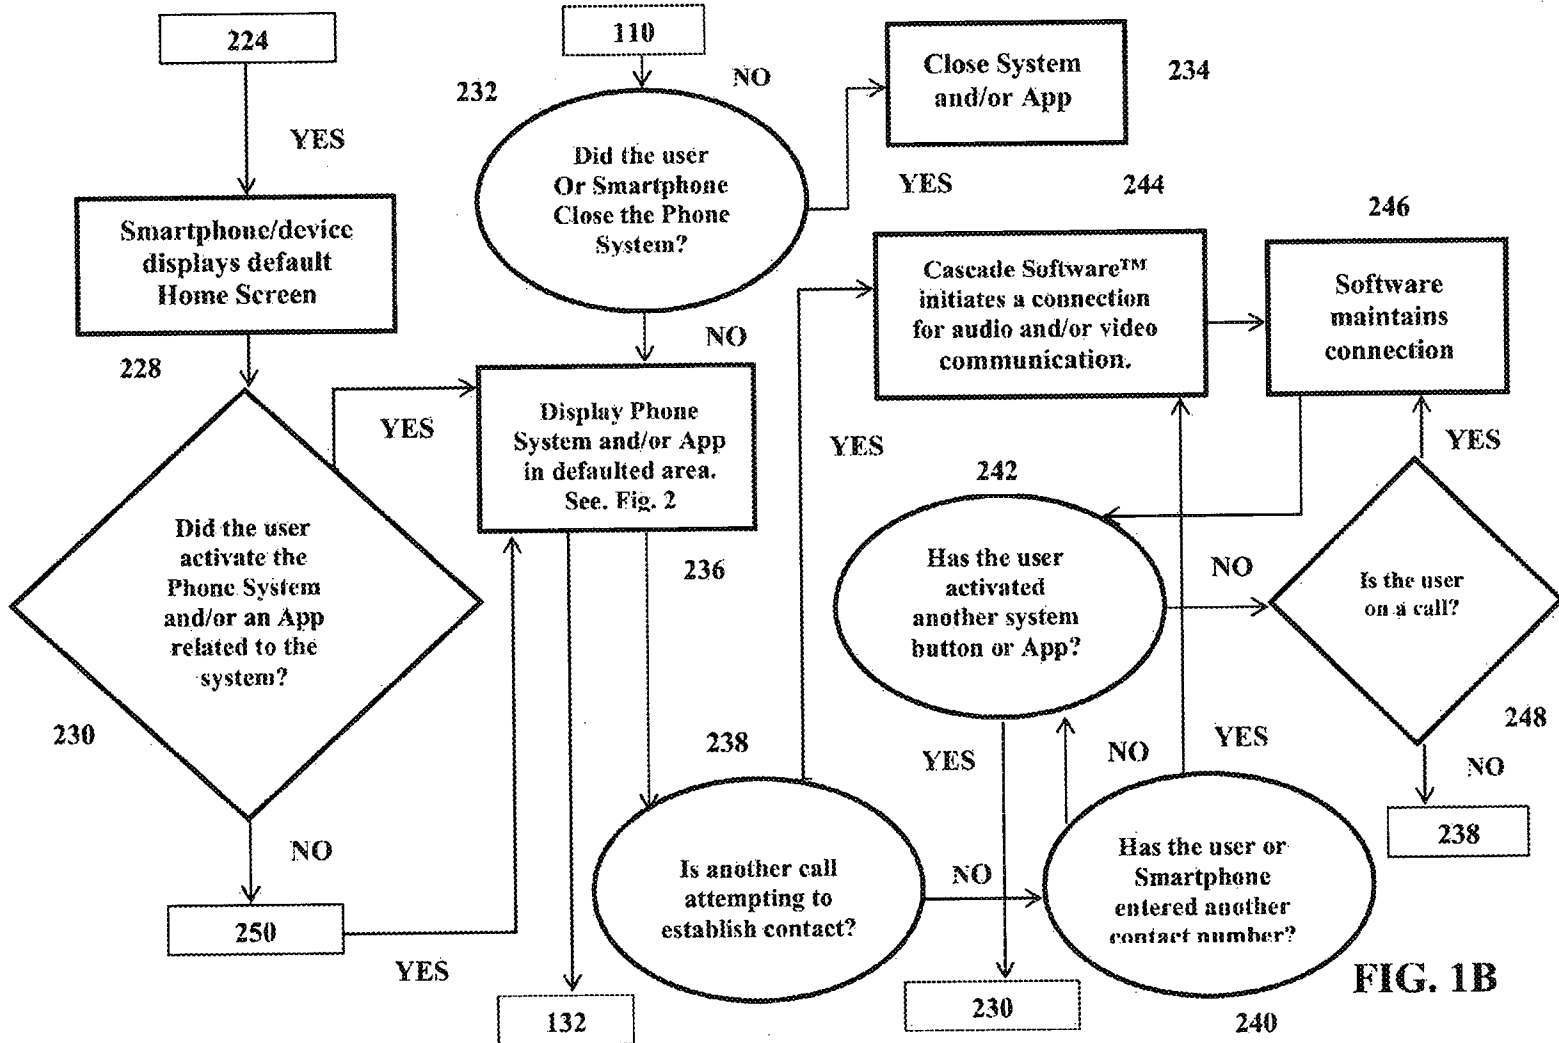 224
YES
Smartphone/device
displays default
Home Screen
228
Did the user
activate the
Phone System
and/or an App
related to the
system?
230
YES
NO
250
YES
110
232
NO
Did the user
Or Smartphone
Close the Phone
System?
YES
Close System
and/or App
234
NO
Display Phone
System and/or App
in defaulted area.
See. Fig. 2
236
132
238
Is another call
attempting to
establish contact?
YES
NO
244
Cascade Software™
initiates a connection
for audio and/or video
communication.
246
Software
maintains
connection
242
Has the user
activated
another system
button or App?
NO
YES
230
NO
YES
Has the user or
Smartphone
entered another
contact number?
240
YES
Is the user
on a call?
248
NO
238
FIG. 1B